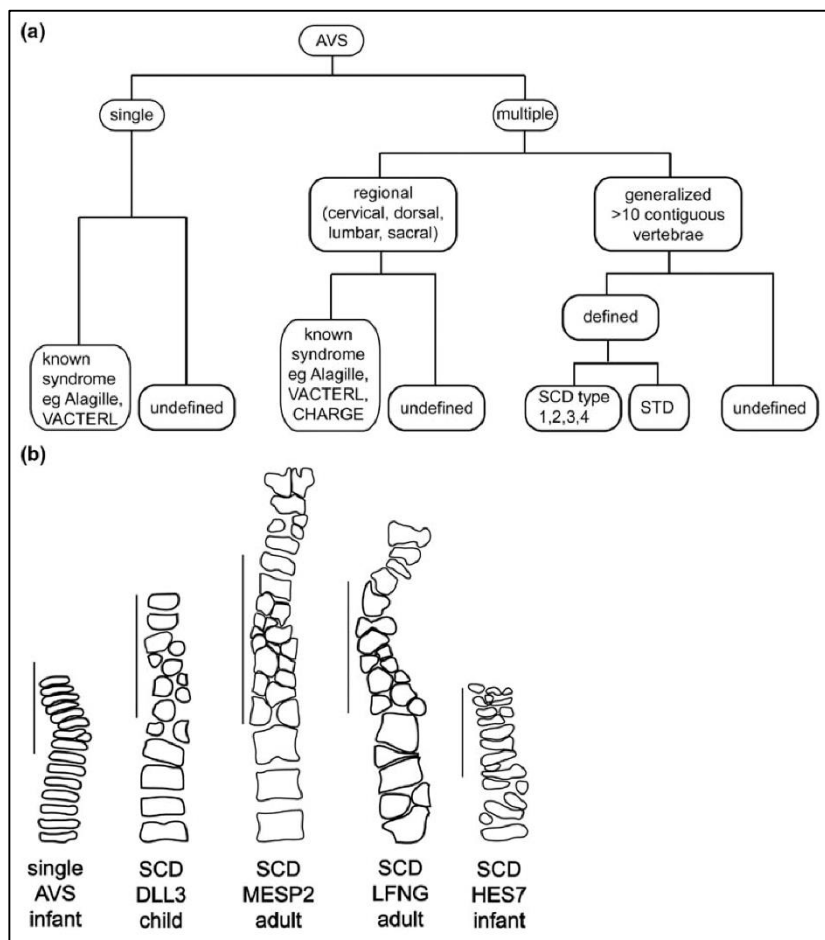 (a)
AVS
single
multiple
regional
(cervical, dorsal,
lumbar, sacral)
generalized
>10 contiguous
vertebrae
known
syndrome
eg Alagille,
VACTERL
undefined
known
syndrome
eg Alagille,
VACTERL,
CHARGE
undefined
defined
SCD type
1,2,3,4
STD
undefined
(b)
single
AVS
infant
SCD
DLL3
child
SCD
MESP2
adult
SCD
LFNG
adult
SCD
HES7
infant